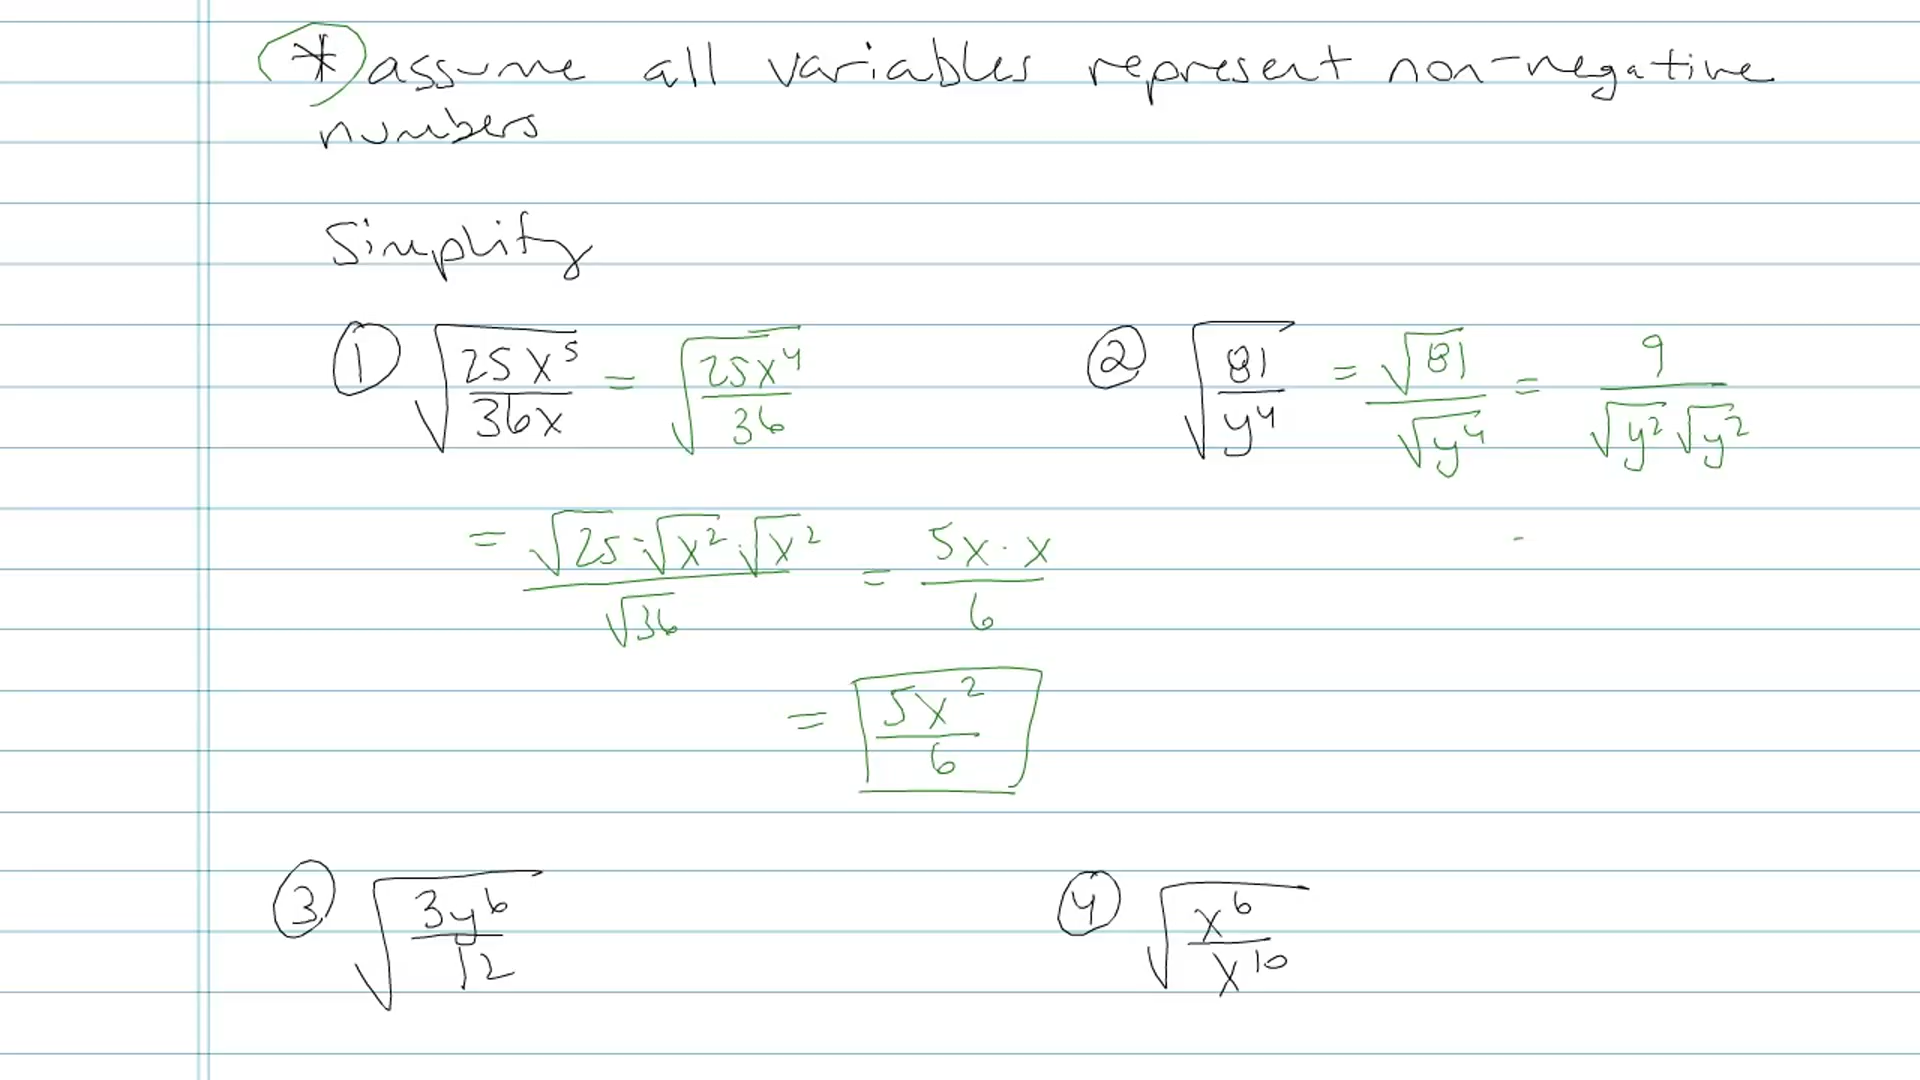 * assume all variables represent non-negative
numbers
Simplify
① √(25x⁵/36x) = √(25x⁴/36)
= (√25·√x²·√x²)/√36 = (5x·x)/6
= 5x²/6
② √(81/y⁴) = √81/√y⁴ = 9/(√y² √y²)
③ √(3y⁶/12)
④ √(x⁶/x¹⁰)